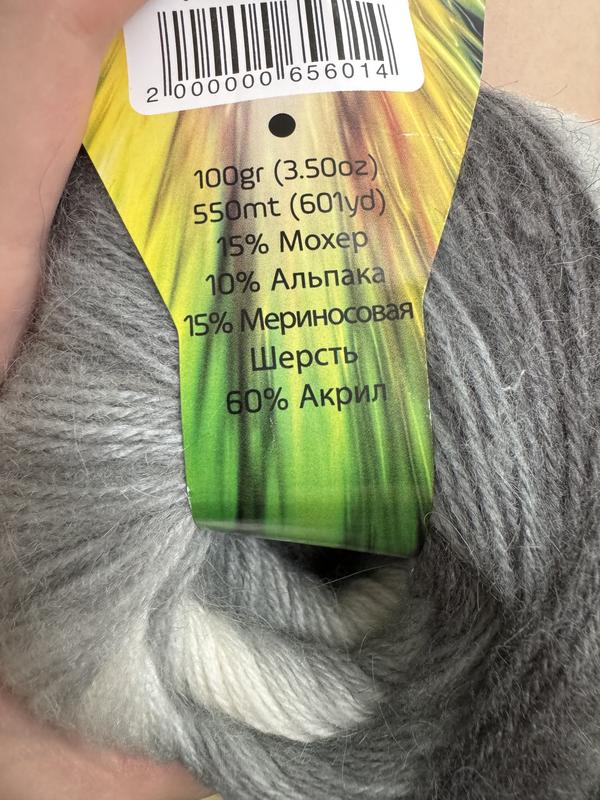 2 000000 656014
100gr (3.50oz)
550mt (601yd)
15% Мохер
10% Альпака
15% Мериносовая
Шерсть
60% Акрил